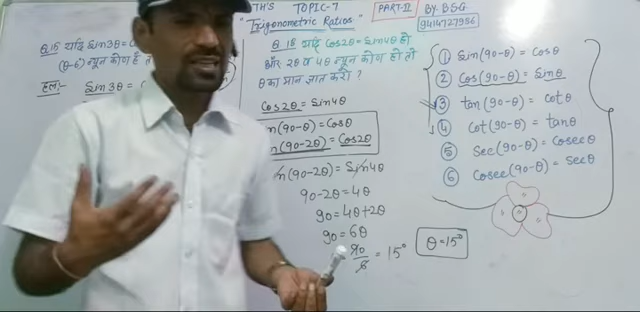 TH'S TOPIC-7
"Trigonometric Ratios"
PART-II
BY-BSG
9414727986
Q.15 यदि Sin3θ =
(θ-6°) न्यून कोण है
हल:- Sin3θ =
Q.18 यदि Cos2θ = Sin4θ हो
और 2θ व 4θ न्यून कोण हो तो
θ का मान ज्ञात करो ?
Cos2θ = Sin4θ
n(90-θ) = Cosθ
n(90-2θ) = Cos2θ
in(90-2θ) = Sin4θ
90-2θ = 4θ
90 = 4θ+2θ
90 = 6θ
90/6 = 15°
θ=15°
① Sin(90-θ) = Cosθ
② Cos(90-θ) = Sinθ
③ tan(90-θ) = cotθ
④ Cot(90-θ) = tanθ
⑤ Sec(90-θ) = Cosecθ
⑥ Cosec(90-θ) = Secθ